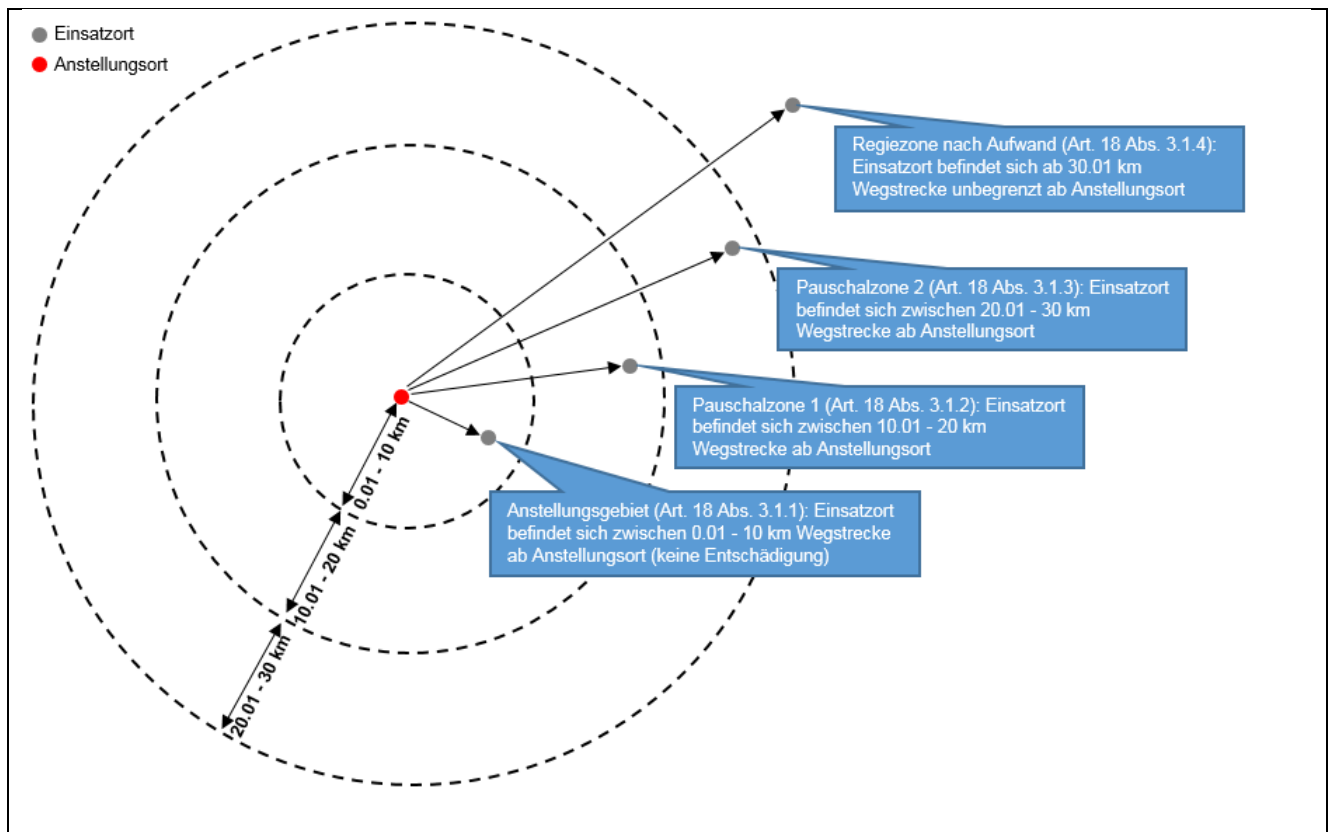 Einsatzort
Anstellungsort
Regiezone nach Aufwand (Art. 18 Abs. 3.1.4):
Einsatzort befindet sich ab 30.01 km
Wegstrecke unbegrenzt ab Anstellungsort
Pauschalzone 2 (Art. 18 Abs. 3.1.3): Einsatzort
befindet sich zwischen 20.01 - 30 km
Wegstrecke ab Anstellungsort
Pauschalzone 1 (Art. 18 Abs. 3.1.2): Einsatzort
befindet sich zwischen 10.01 - 20 km
Wegstrecke ab Anstellungsort
Anstellungsgebiet (Art. 18 Abs. 3.1.1): Einsatzort
befindet sich zwischen 0.01 - 10 km Wegstrecke
ab Anstellungsort (keine Entschädigung)
0.01 - 10 km
10.01 - 20 km
20.01 - 30 km